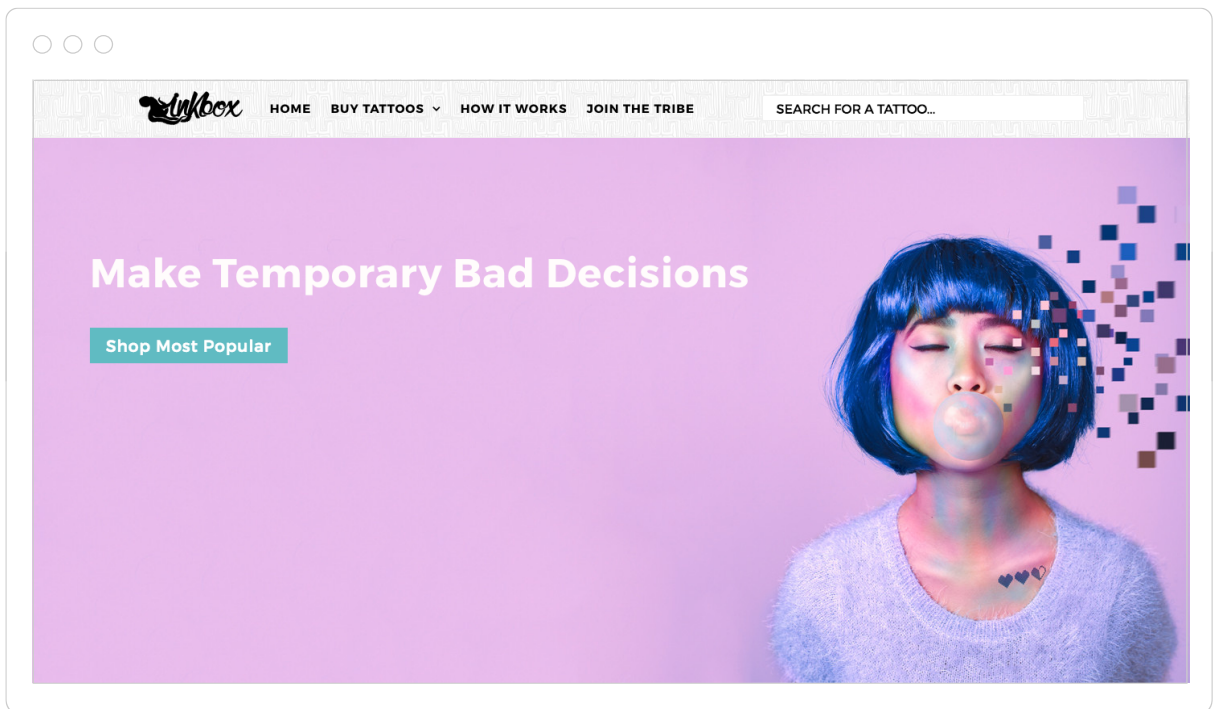 inkbox
HOME BUY TATTOOS HOW IT WORKS JOIN THE TRIBE SEARCH FOR A TATTOO...
Make Temporary Bad Decisions
Shop Most Popular